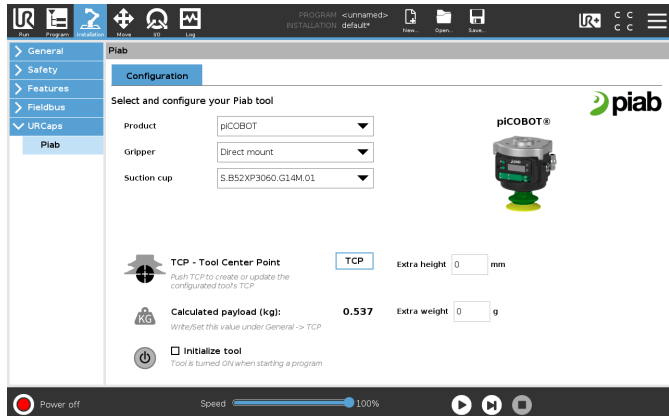 PROGRAM <unnamed>
INSTALLATION default*
Run Program Installation Move I/O Log New... Open... Save...
C C
C C
General
Safety
Features
Fieldbus
URCaps
Piab
Piab
Configuration
Select and configure your Piab tool
piab
Product piCOBOT
piCOBOT®
Gripper Direct mount
Suction cup S.B52XP3060.G14M.01
TCP - Tool Center Point TCP Extra height 0 mm
Push TCP to create or update the
configurated tool's TCP
KG
Calculated payload (kg): 0.537 Extra weight 0 g
Write/Set this value under General -> TCP
Initialize tool
Tool is turned ON when starting a program
Power off Speed 100%